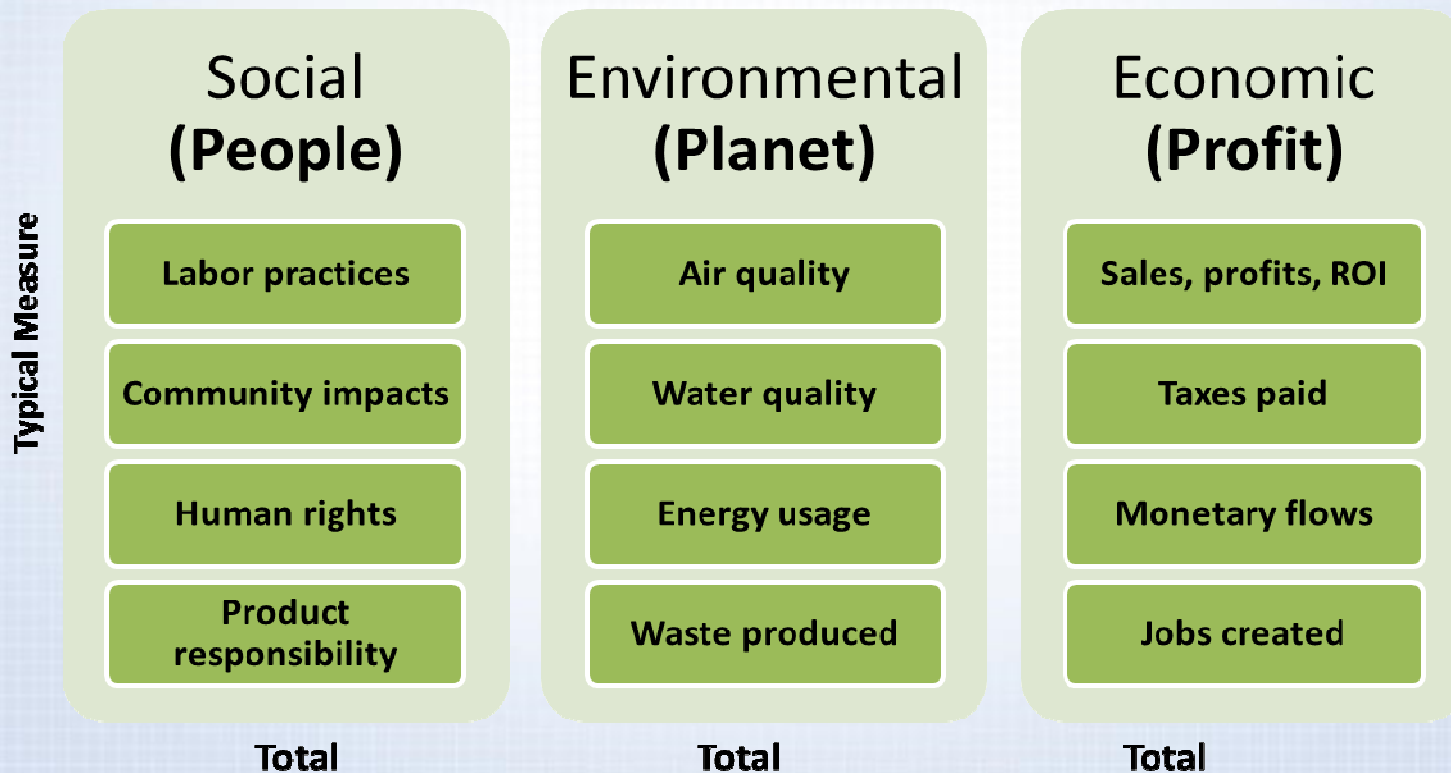 Social
(People)
Labor practices
Community impacts
Human rights
Product
responsibility
Environmental
(Planet)
Air quality
Water quality
Energy usage
Waste produced
Economic
(Profit)
Sales, profits, ROI
Taxes paid
Monetary flows
Jobs created
Typical Measure
Total
Total
Total